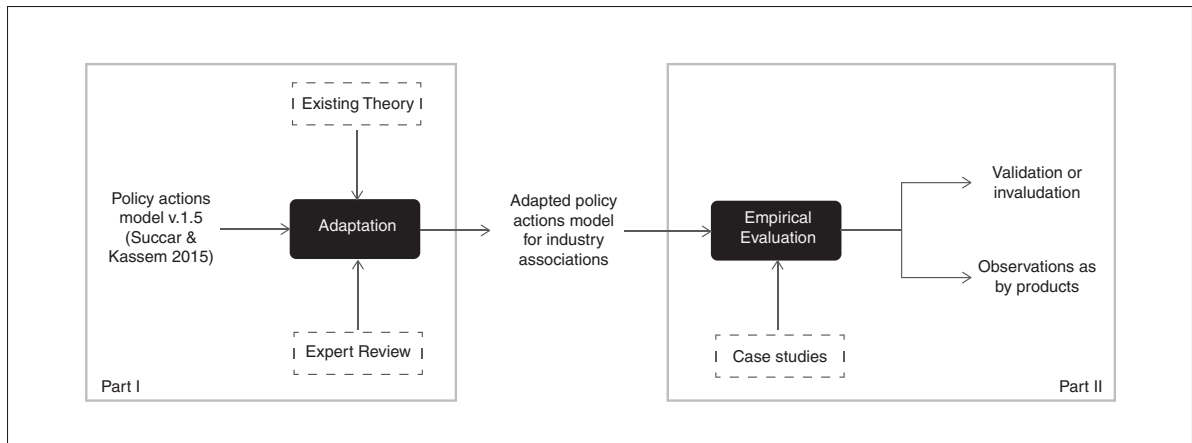 Existing Theory
Policy actions
model v.1.5
(Succar &
Kassem 2015)
Adaptation
Expert Review
Part I
Adapted policy
actions model
for industry
associations
Empirical
Evaluation
Case studies
Validation or
invaludation
Observations as
by products
Part II